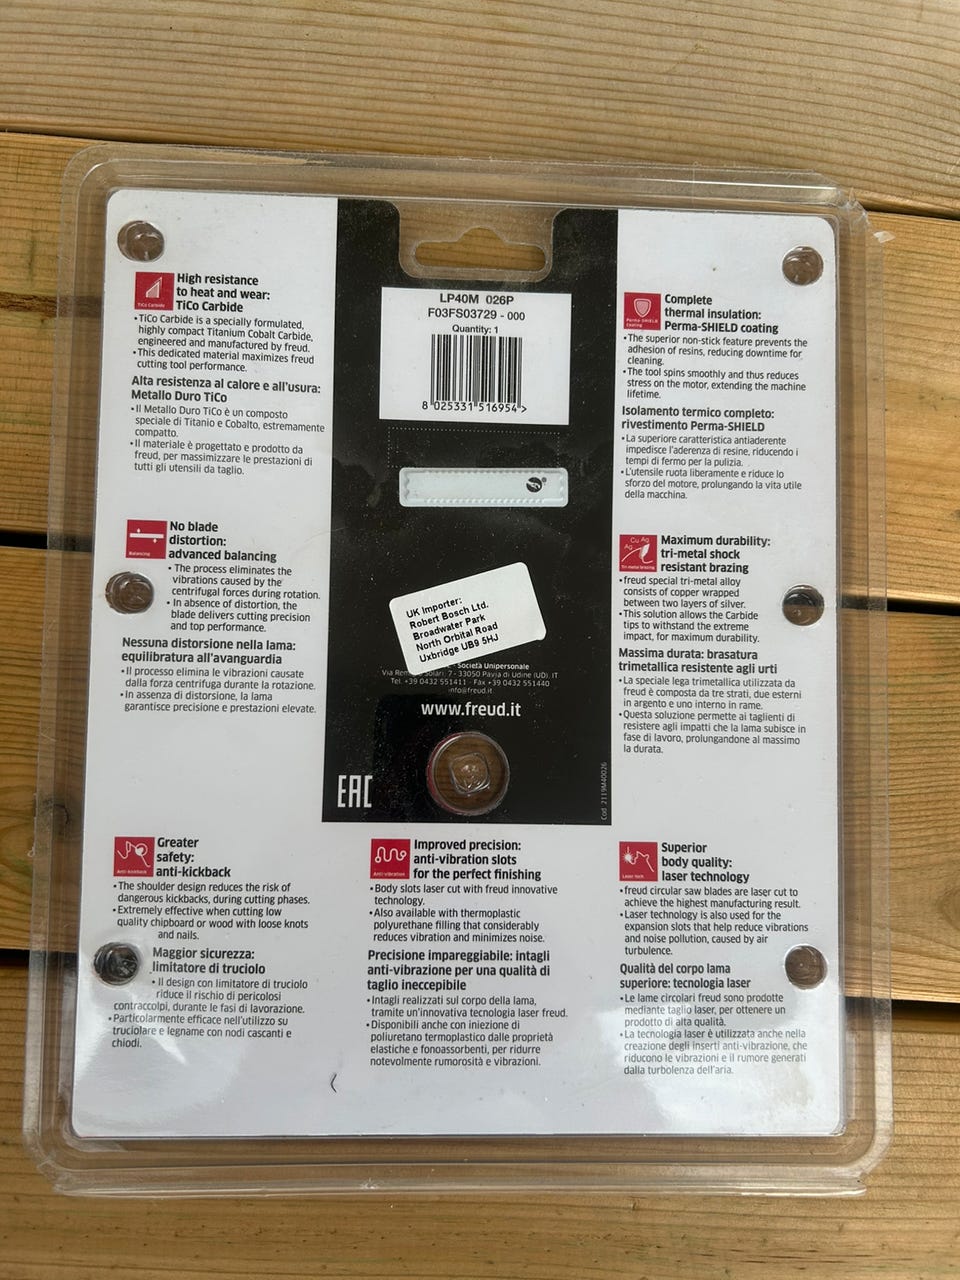 LP40M 026P
F03FS03729 - 000
Quantity: 1
8 025331 516954 >
High resistance
to heat and wear:
TiCo Carbide
TiCo Carbide
• TiCo Carbide is a specially formulated,
highly compact Titanium Cobalt Carbide,
engineered and manufactured by freud.
• This dedicated material maximizes freud
cutting tool performance.
Alta resistenza al calore e all'usura:
Metallo Duro TiCo
• Il Metallo Duro TiCo è un composto
speciale di Titanio e Cobalto, estremamente
compatto.
• Il materiale è progettato e prodotto da
freud, per massimizzare le prestazioni di
tutti gli utensili da taglio.
No blade
distortion:
advanced balancing
Balancing
• The process eliminates the
vibrations caused by the
centrifugal forces during rotation.
• In absence of distortion, the
blade delivers cutting precision
and top performance.
Nessuna distorsione nella lama:
equilibratura all'avanguardia
• Il processo elimina le vibrazioni causate
dalla forza centrifuga durante la rotazione.
• In assenza di distorsione, la lama
garantisce precisione e prestazioni elevate.
UK Importer:
Robert Bosch Ltd.
Broadwater Park
North Orbital Road
Uxbridge UB9 5HJ
- Società Unipersonale
Solari, 7 - 33050 Pavia di Udine (UD), IT
Tel. +39 0432 551411 - Fax +39 0432 551440
info@freud.it
www.freud.it
EAC
Cod. 2119M40026
Complete
thermal insulation:
Perma-SHIELD coating
Perma-SHIELD
Coating
• The superior non-stick feature prevents the
adhesion of resins, reducing downtime for
cleaning.
• The tool spins smoothly and thus reduces
stress on the motor, extending the machine
lifetime.
Isolamento termico completo:
rivestimento Perma-SHIELD
• La superiore caratteristica antiaderente
impedisce l'aderenza di resine, riducendo i
tempi di fermo per la pulizia.
• L'utensile ruota liberamente e riduce lo
sforzo del motore, prolungando la vita utile
della macchina.
Maximum durability:
tri-metal shock
resistant brazing
Cu Ag
Ag
Tri-metal brazing
• freud special tri-metal alloy
consists of copper wrapped
between two layers of silver.
• This solution allows the Carbide
tips to withstand the extreme
impact, for maximum durability.
Massima durata: brasatura
trimetallica resistente agli urti
• La speciale lega trimetallica utilizzata da
freud è composta da tre strati, due esterni
in argento e uno interno in rame.
• Questa soluzione permette ai taglienti di
resistere agli impatti che la lama subisce in
fase di lavoro, prolungandone al massimo
la durata.
Greater
safety:
anti-kickback
Anti-kickback
• The shoulder design reduces the risk of
dangerous kickbacks, during cutting phases.
• Extremely effective when cutting low
quality chipboard or wood with loose knots
and nails.
Maggior sicurezza:
limitatore di truciolo
• Il design con limitatore di truciolo
riduce il rischio di pericolosi
contraccolpi, durante le fasi di lavorazione.
• Particolarmente efficace nell'utilizzo su
truciolare e legname con nodi cascanti e
chiodi.
Improved precision:
anti-vibration slots
for the perfect finishing
Anti-vibration
• Body slots laser cut with freud innovative
technology.
• Also available with thermoplastic
polyurethane filling that considerably
reduces vibration and minimizes noise.
Precisione impareggiabile: intagli
anti-vibrazione per una qualità di
taglio ineccepibile
• Intagli realizzati sul corpo della lama,
tramite un'innovativa tecnologia laser freud.
• Disponibili anche con iniezione di
poliuretano termoplastico dalle proprietà
elastiche e fonoassorbenti, per ridurre
notevolmente rumorosità e vibrazioni.
Superior
body quality:
laser technology
Laser tech
• freud circular saw blades are laser cut to
achieve the highest manufacturing result.
• Laser technology is also used for the
expansion slots that help reduce vibrations
and noise pollution, caused by air
turbulence.
Qualità del corpo lama
superiore: tecnologia laser
• Le lame circolari freud sono prodotte
mediante taglio laser, per ottenere un
prodotto di alta qualità.
• La tecnologia laser è utilizzata anche nella
creazione degli inserti anti-vibrazione, che
riducono le vibrazioni e il rumore generati
dalla turbolenza dell'aria.